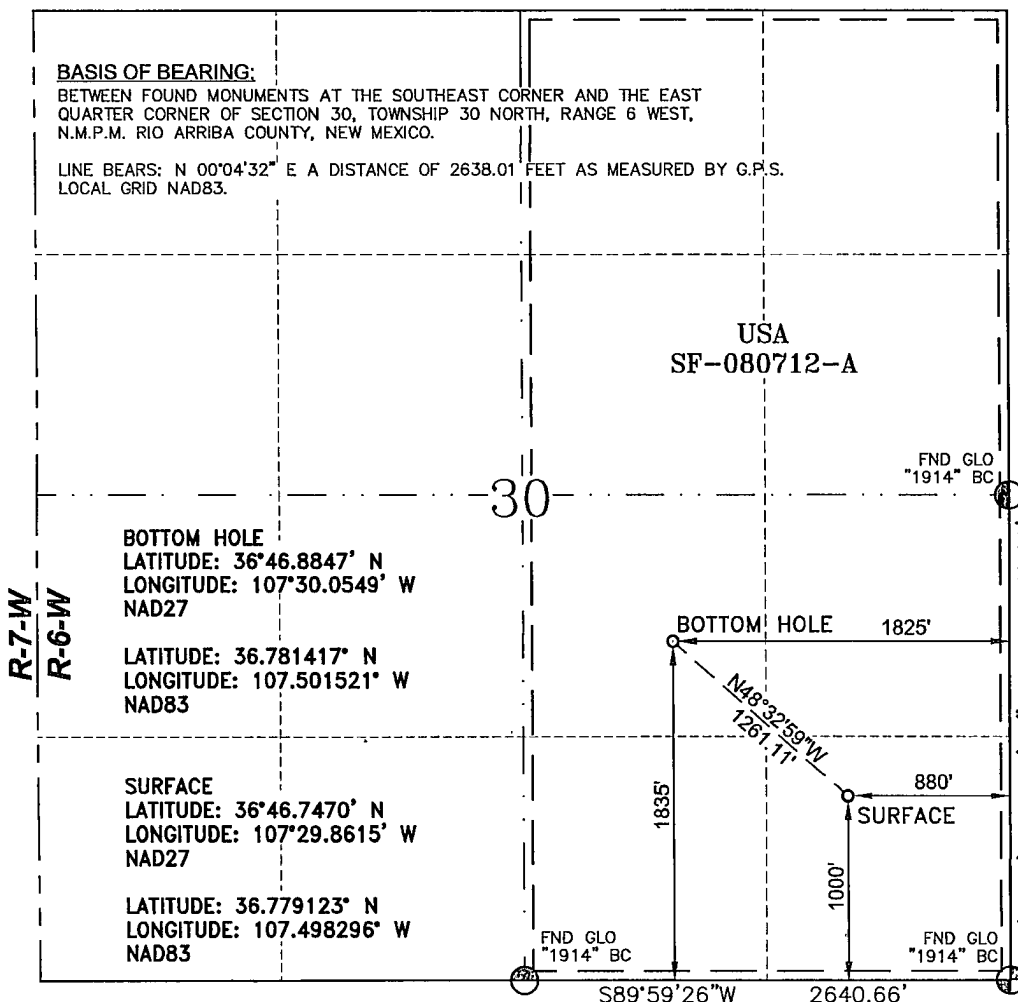 BASIS OF BEARING:
BETWEEN FOUND MONUMENTS AT THE SOUTHEAST CORNER AND THE EAST
QUARTER CORNER OF SECTION 30, TOWNSHIP 30 NORTH, RANGE 6 WEST,
N.M.P.M. RIO ARRIBA COUNTY, NEW MEXICO.
LINE BEARS: N 00°04'32" E A DISTANCE OF 2638.01 FEET AS MEASURED BY G.P.S.
LOCAL GRID NAD83.
USA
SF-080712-A
FND GLO
"1914" BC
30
BOTTOM HOLE
LATITUDE: 36°46.8847' N
LONGITUDE: 107°30.0549' W
NAD27
LATITUDE: 36.781417° N
LONGITUDE: 107.501521° W
NAD83
R-7-W
R-6-W
BOTTOM HOLE
1825'
N48°32'59"W
1261.11'
1835'
880'
SURFACE
1000'
SURFACE
LATITUDE: 36°46.7470' N
LONGITUDE: 107°29.8615' W
NAD27
LATITUDE: 36.779123° N
LONGITUDE: 107.498296° W
NAD83
FND GLO
"1914" BC
FND GLO
"1914" BC
S89°59'26"W 2640.66'